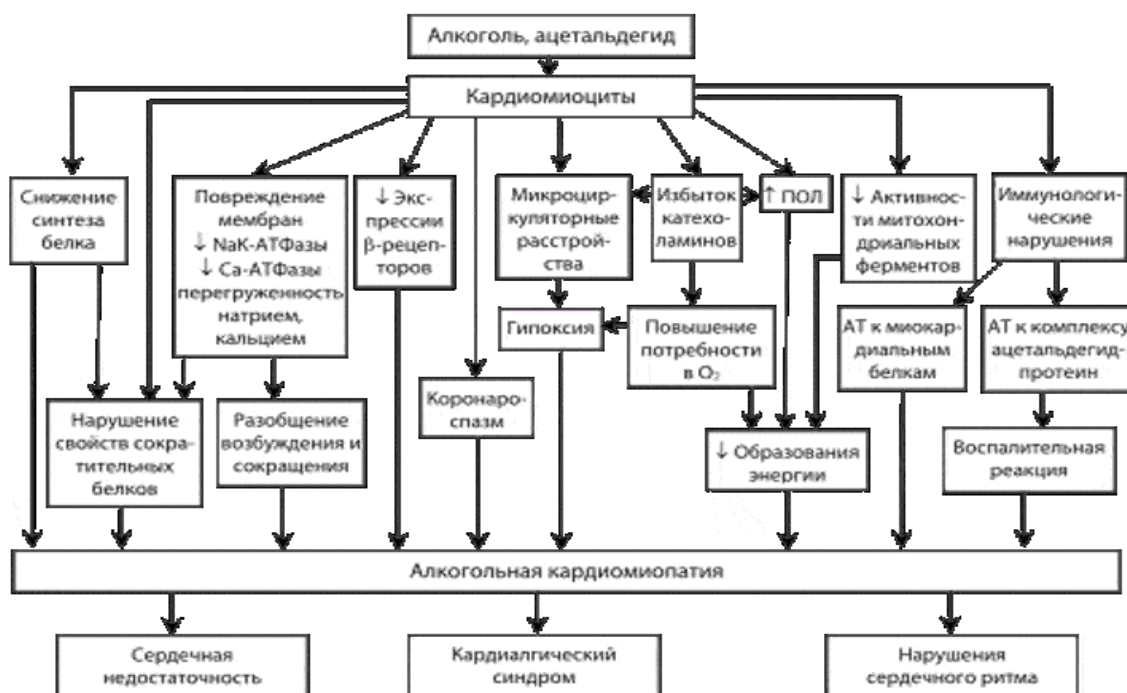 Алкоголь, ацетальдегид
Кардиомиоциты
Снижение
синтеза
белка
Повреждение
мембран
↓ NaK-АТФазы
↓ Ca-АТФазы
перегруженность
натрием,
кальцием
↓ Экс-
прессии
β-рецеп-
торов
Микроцир-
куляторные
расстрой-
ства
Избыток
катехо-
ламинов
↑ ПОЛ
↓ Активнос-
ти митохон-
дриальных
ферментов
Иммунологи-
ческие
нарушения
Гипоксия
Повышение
потребности
в O₂
АТ к миокар-
диальным
белкам
АТ к комплексу
ацетальдегид-
протеин
Нарушение
свойств сокра-
тительных
белков
Разобщение
возбуждения и
сокращения
Коронаро-
спазм
↓ Образования
энергии
Воспалительная
реакция
Алкогольная кардиомиопатия
Сердечная
недостаточность
Кардиалгический
синдром
Нарушения
сердечного ритма